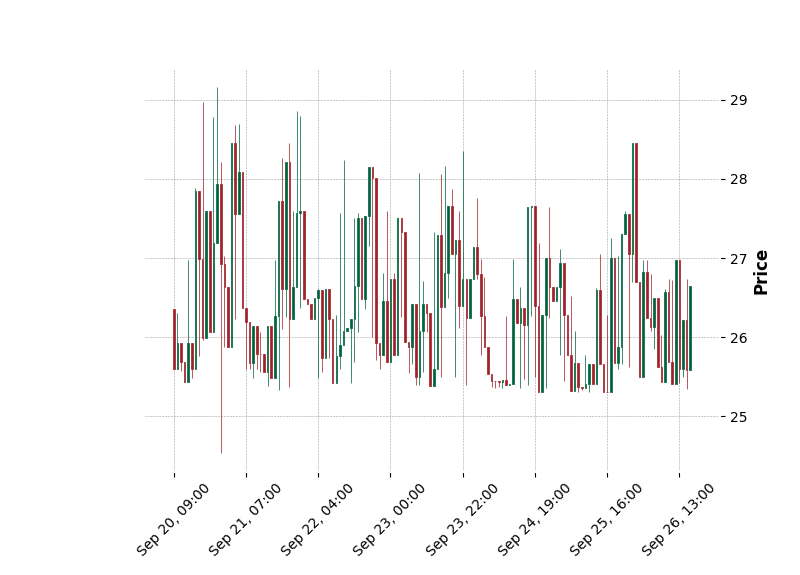 29
28
27
26
25
Price
Sep 20, 09:00
Sep 21, 07:00
Sep 22, 04:00
Sep 23, 00:00
Sep 23, 22:00
Sep 24, 19:00
Sep 25, 16:00
Sep 26, 13:00